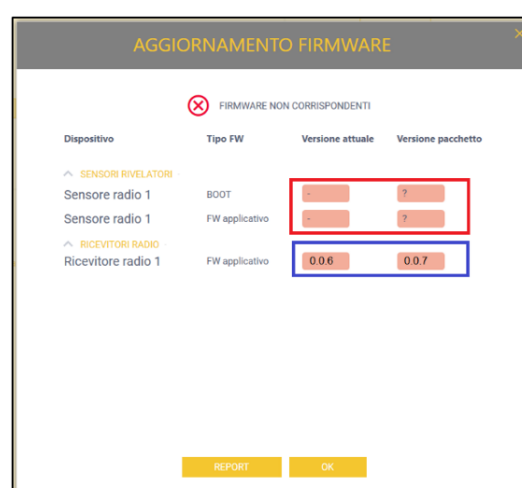 AGGIORNAMENTO FIRMWARE
FIRMWARE NON CORRISPONDENTI
Dispositivo Tipo FW Versione attuale Versione pacchetto
SENSORI RIVELATORI
Sensore radio 1 BOOT - ?
Sensore radio 1 FW applicativo - ?
RICEVITORI RADIO
Ricevitore radio 1 FW applicativo 0.0.6 0.0.7
REPORT OK